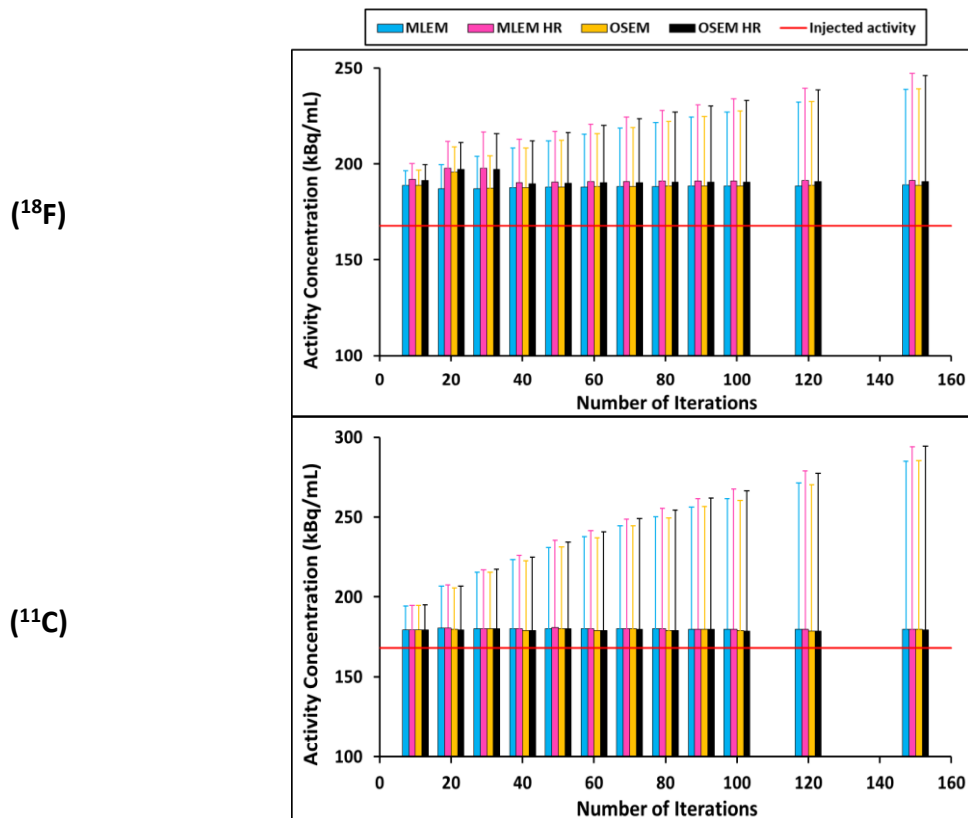 MLEM MLEM HR OSEM OSEM HR Injected activity
(¹⁸F)
Activity Concentration (kBq/mL)
250
200
150
100
0 20 40 60 80 100 120 140 160
Number of Iterations
(¹¹C)
Activity Concentration (kBq/mL)
300
250
200
150
100
0 20 40 60 80 100 120 140 160
Number of Iterations